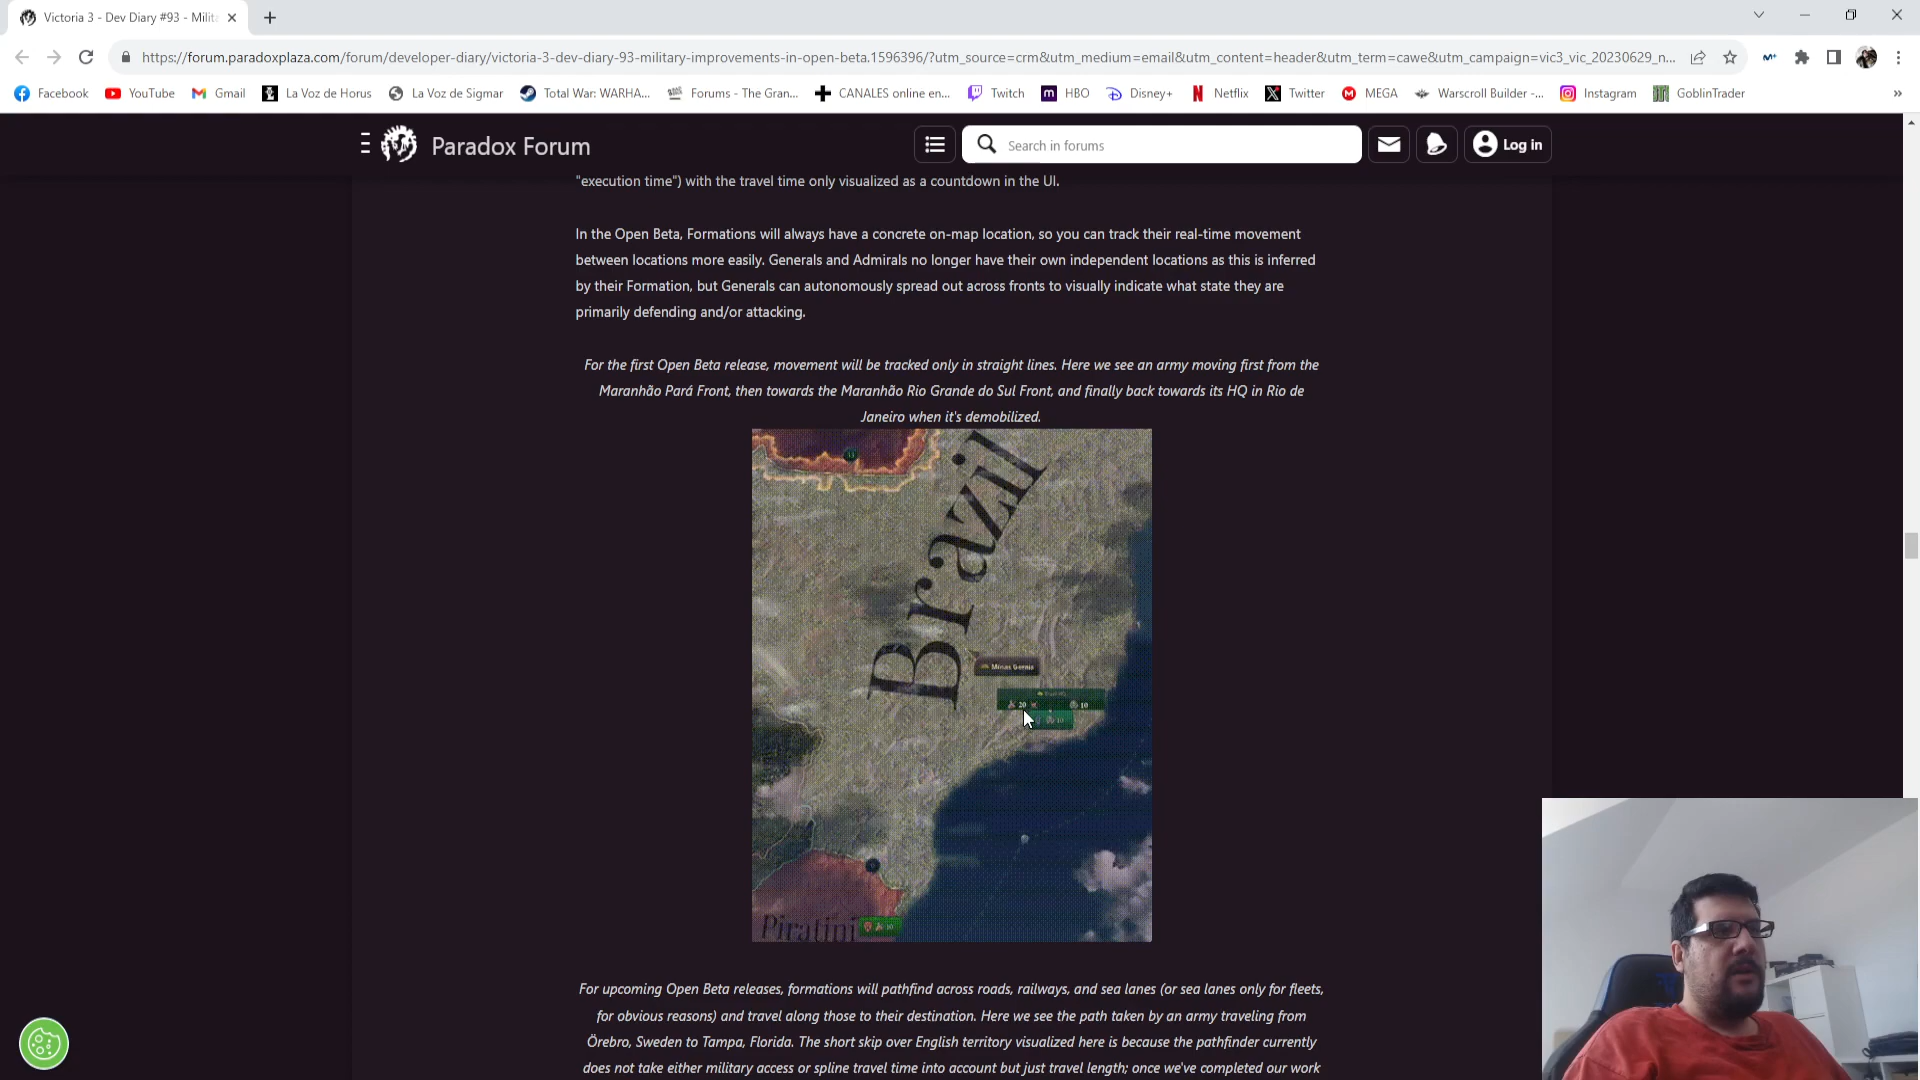 Victoria 3 - Dev Diary #93 - Milit
https://forum.paradoxplaza.com/forum/developer-diary/victoria-3-dev-diary-93-military-improvements-in-open-beta.1596396/?utm_source=crm&utm_medium=email&utm_content=header&utm_term=cawe&utm_campaign=vic3_vic_20230629_n...
Facebook YouTube Gmail La Voz de Horus La Voz de Sigmar Total War: WARHA... Forums - The Gran... CANALES online en... Twitch HBO Disney+ Netflix Twitter MEGA Warscroll Builder -... Instagram GoblinTrader
Paradox Forum Search in forums Log in
"execution time") with the travel time only visualized as a countdown in the UI.
In the Open Beta, Formations will always have a concrete on-map location, so you can track their real-time movement
between locations more easily. Generals and Admirals no longer have their own independent locations as this is inferred
by their Formation, but Generals can autonomously spread out across fronts to visually indicate what state they are
primarily defending and/or attacking.
For the first Open Beta release, movement will be tracked only in straight lines. Here we see an army moving first from the
Maranhão Pará Front, then towards the Maranhão Rio Grande do Sul Front, and finally back towards its HQ in Rio de
Janeiro when it's demobilized.
Brazil
Minas Gerais
20 10
10
Piratini 10
For upcoming Open Beta releases, formations will pathfind across roads, railways, and sea lanes (or sea lanes only for fleets,
for obvious reasons) and travel along those to their destination. Here we see the path taken by an army traveling from
Örebro, Sweden to Tampa, Florida. The short skip over English territory visualized here is because the pathfinder currently
does not take either military access or spline travel time into account but just travel length; once we've completed our work